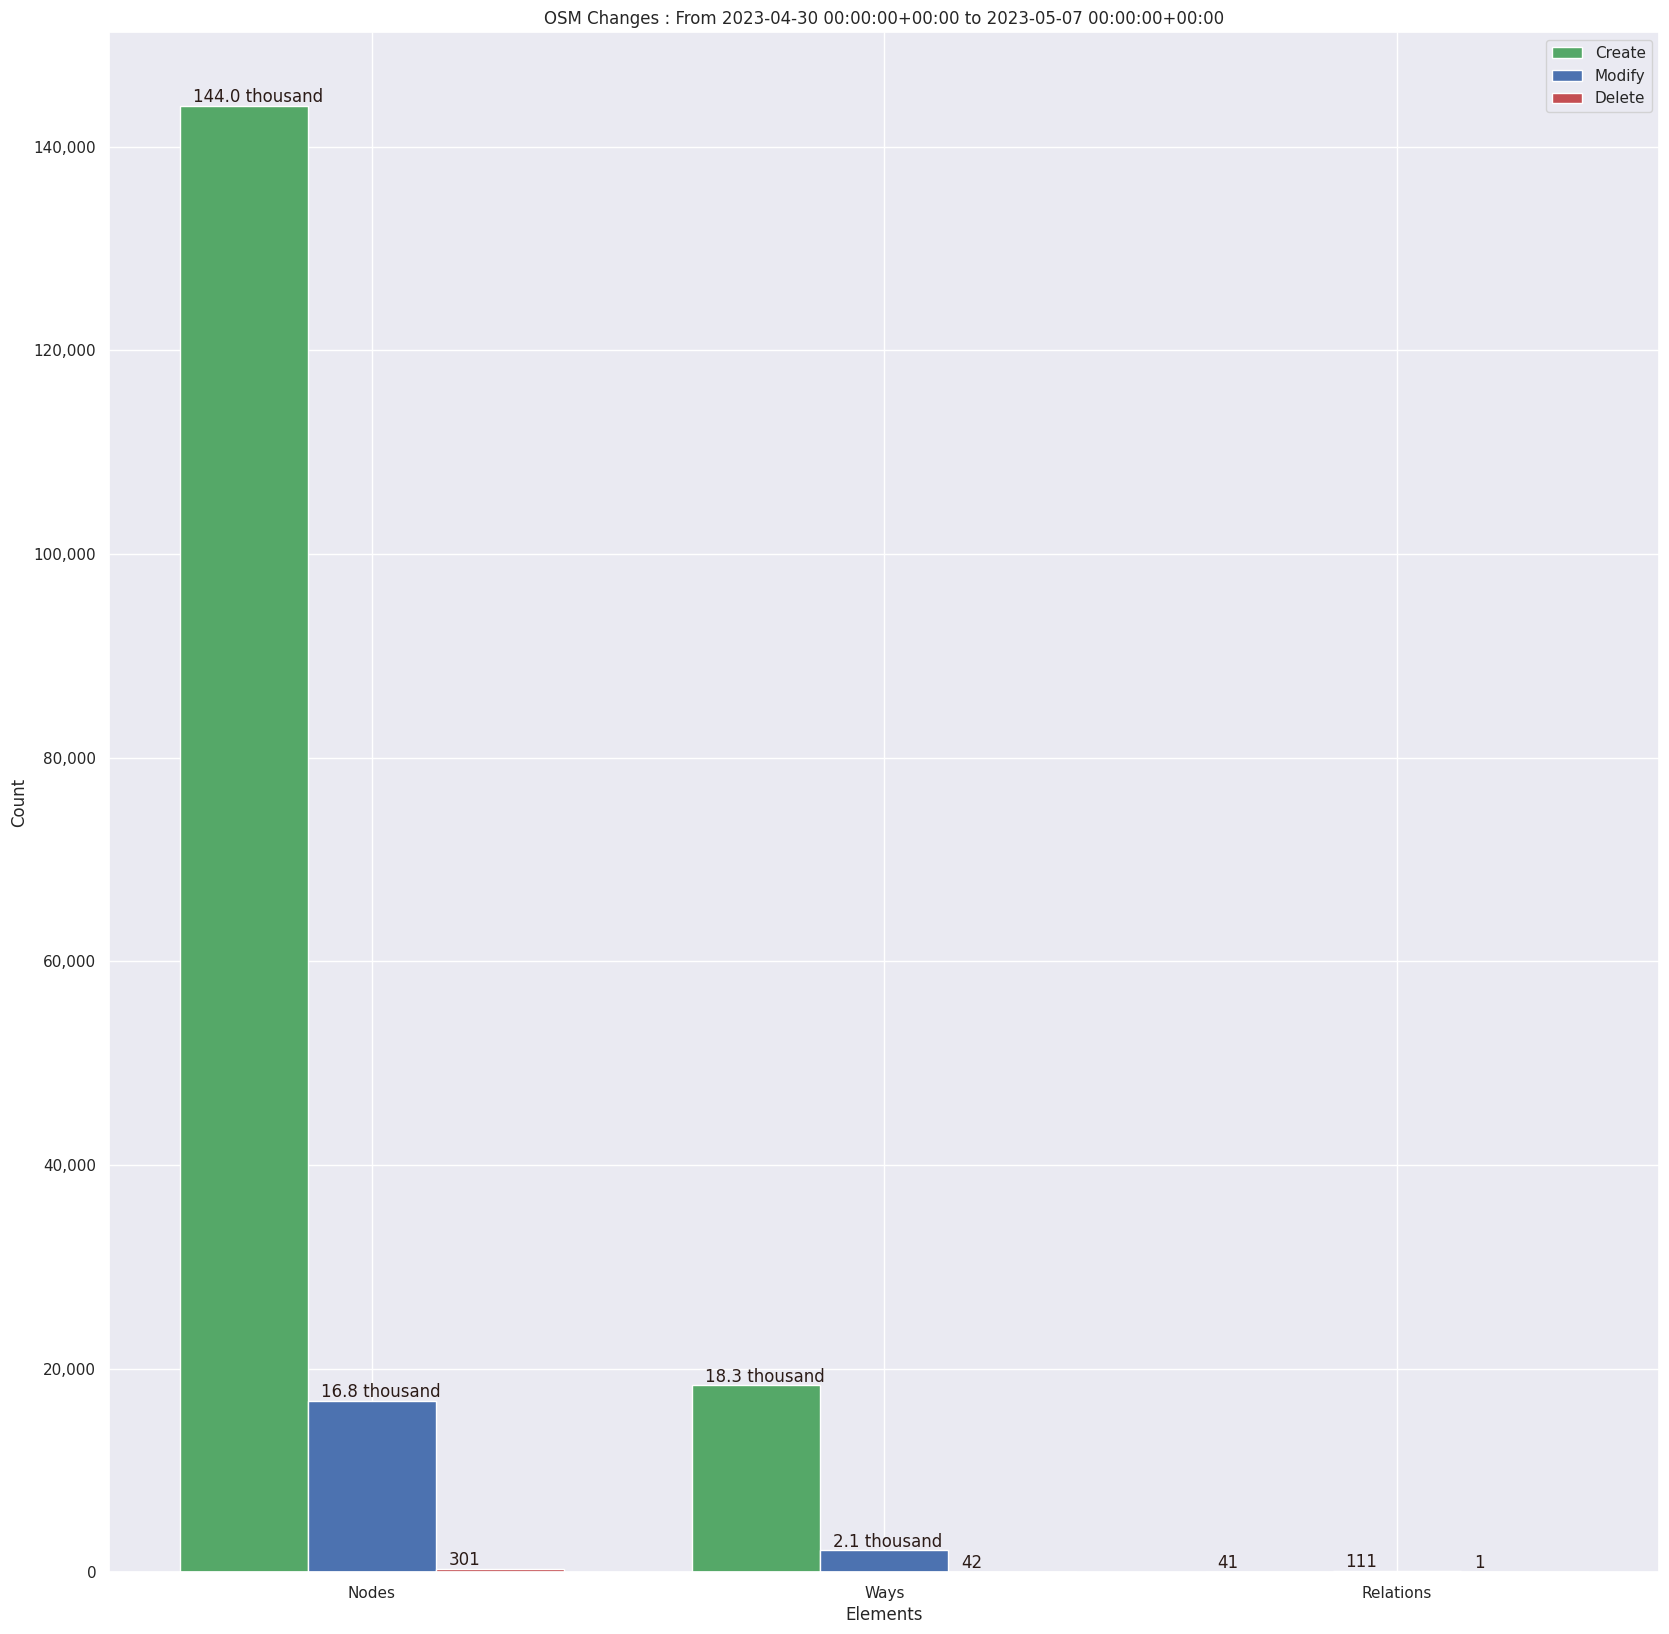 OSM Changes : From 2023-04-30 00:00:00+00:00 to 2023-05-07 00:00:00+00:00
Create
Modify
Delete
144.0 thousand
140,000
120,000
100,000
80,000
Count
60,000
40,000
20,000
0
16.8 thousand
301
18.3 thousand
2.1 thousand
42
41
111
1
Nodes
Ways
Relations
Elements